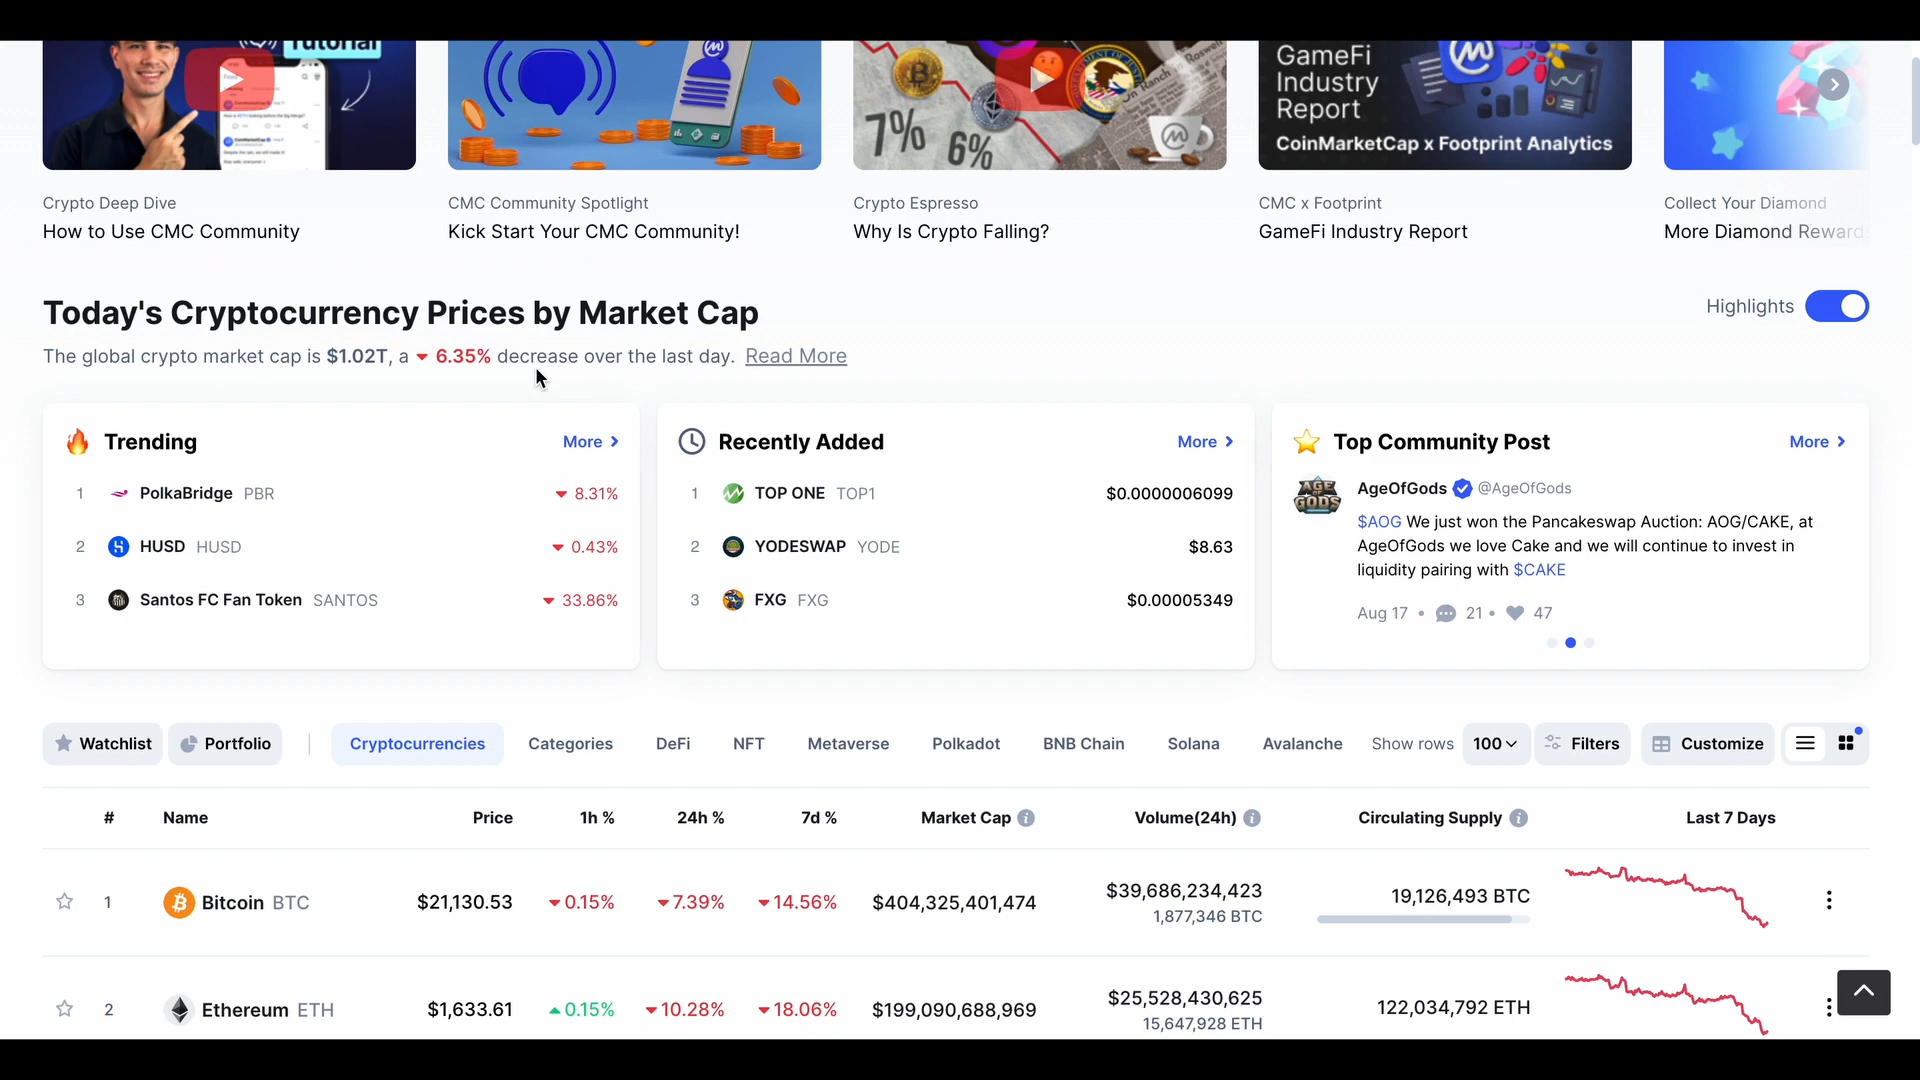 Tutorial
GameFi
Industry
Report
7%
6%
CoinMarketCap x Footprint Analytics
Crypto Deep Dive
CMC Community Spotlight
Crypto Espresso
CMC x Footprint
Collect Your Diamond
How to Use CMC Community
Kick Start Your CMC Community!
Why Is Crypto Falling?
GameFi Industry Report
More Diamond Reward
Today's Cryptocurrency Prices by Market Cap
Highlights
The global crypto market cap is $1.02T, a 6.35% decrease over the last day. Read More
Trending
More
1 PolkaBridge PBR 8.31%
2 HUSD HUSD 0.43%
3 Santos FC Fan Token SANTOS 33.86%
Recently Added
More
1 TOP ONE TOP1 $0.0000006099
2 YODESWAP YODE $8.63
3 FXG FXG $0.00005349
Top Community Post
More
AGE OF GODS
AgeOfGods @AgeOfGods
$AOG We just won the Pancakeswap Auction: AOG/CAKE, at
AgeOfGods we love Cake and we will continue to invest in
liquidity pairing with $CAKE
Aug 17 • 21 • 47
Watchlist Portfolio Cryptocurrencies Categories DeFi NFT Metaverse Polkadot BNB Chain Solana Avalanche Show rows 100 Filters Customize
# Name Price 1h % 24h % 7d % Market Cap Volume(24h) Circulating Supply Last 7 Days
1 Bitcoin BTC $21,130.53 0.15% 7.39% 14.56% $404,325,401,474 $39,686,234,423 19,126,493 BTC
1,877,346 BTC
2 Ethereum ETH $1,633.61 0.15% 10.28% 18.06% $199,090,688,969 $25,528,430,625 122,034,792 ETH
15,647,928 ETH